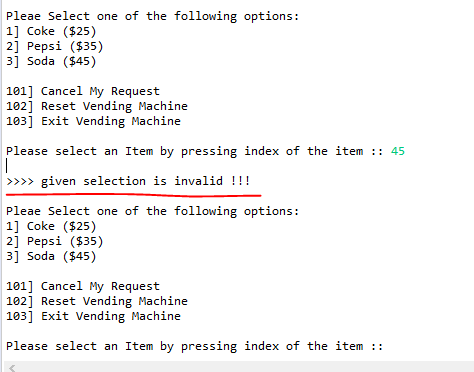 Pleae Select one of the following options:
1] Coke ($25)
2] Pepsi ($35)
3] Soda ($45)
101] Cancel My Request
102] Reset Vending Machine
103] Exit Vending Machine
Please select an Item by pressing index of the item :: 45
>>>> given selection is invalid !!!
Pleae Select one of the following options:
1] Coke ($25)
2] Pepsi ($35)
3] Soda ($45)
101] Cancel My Request
102] Reset Vending Machine
103] Exit Vending Machine
Please select an Item by pressing index of the item ::